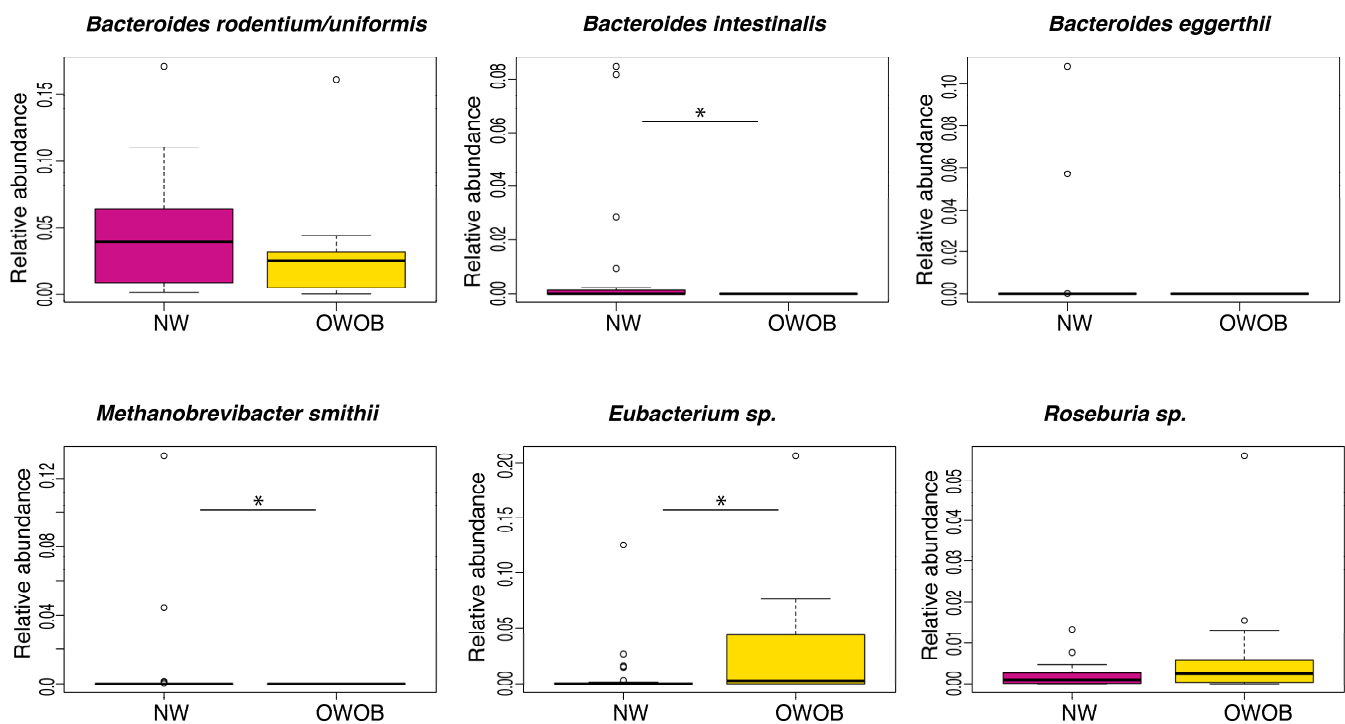 Bacteroides rodentium/uniformis
Relative abundance
0.15
0.10
0.05
0.00
NW OWOB
Bacteroides intestinalis
Relative abundance
0.08
0.06
0.04
0.02
0.00
*
NW OWOB
Bacteroides eggerthii
Relative abundance
0.10
0.08
0.06
0.04
0.02
0.00
NW OWOB
Methanobrevibacter smithii
Relative abundance
0.12
0.08
0.04
0.0
*
NW OWOB
Eubacterium sp.
Relative abundance
0.20
0.15
0.10
0.05
0.00
*
NW OWOB
Roseburia sp.
Relative abundance
0.05
0.04
0.03
0.02
0.01
0.00
NW OWOB